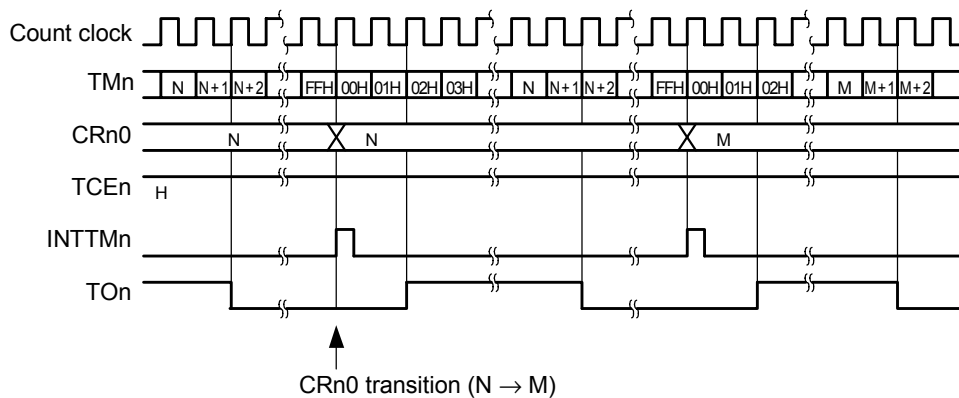 Count clock
TMn N N+1 N+2 FFH 00H 01H 02H 03H N N+1 N+2 FFH 00H 01H 02H M M+1 M+2
CRn0 N N M
TCEn H
INTTMn
TOn
CRn0 transition (N → M)